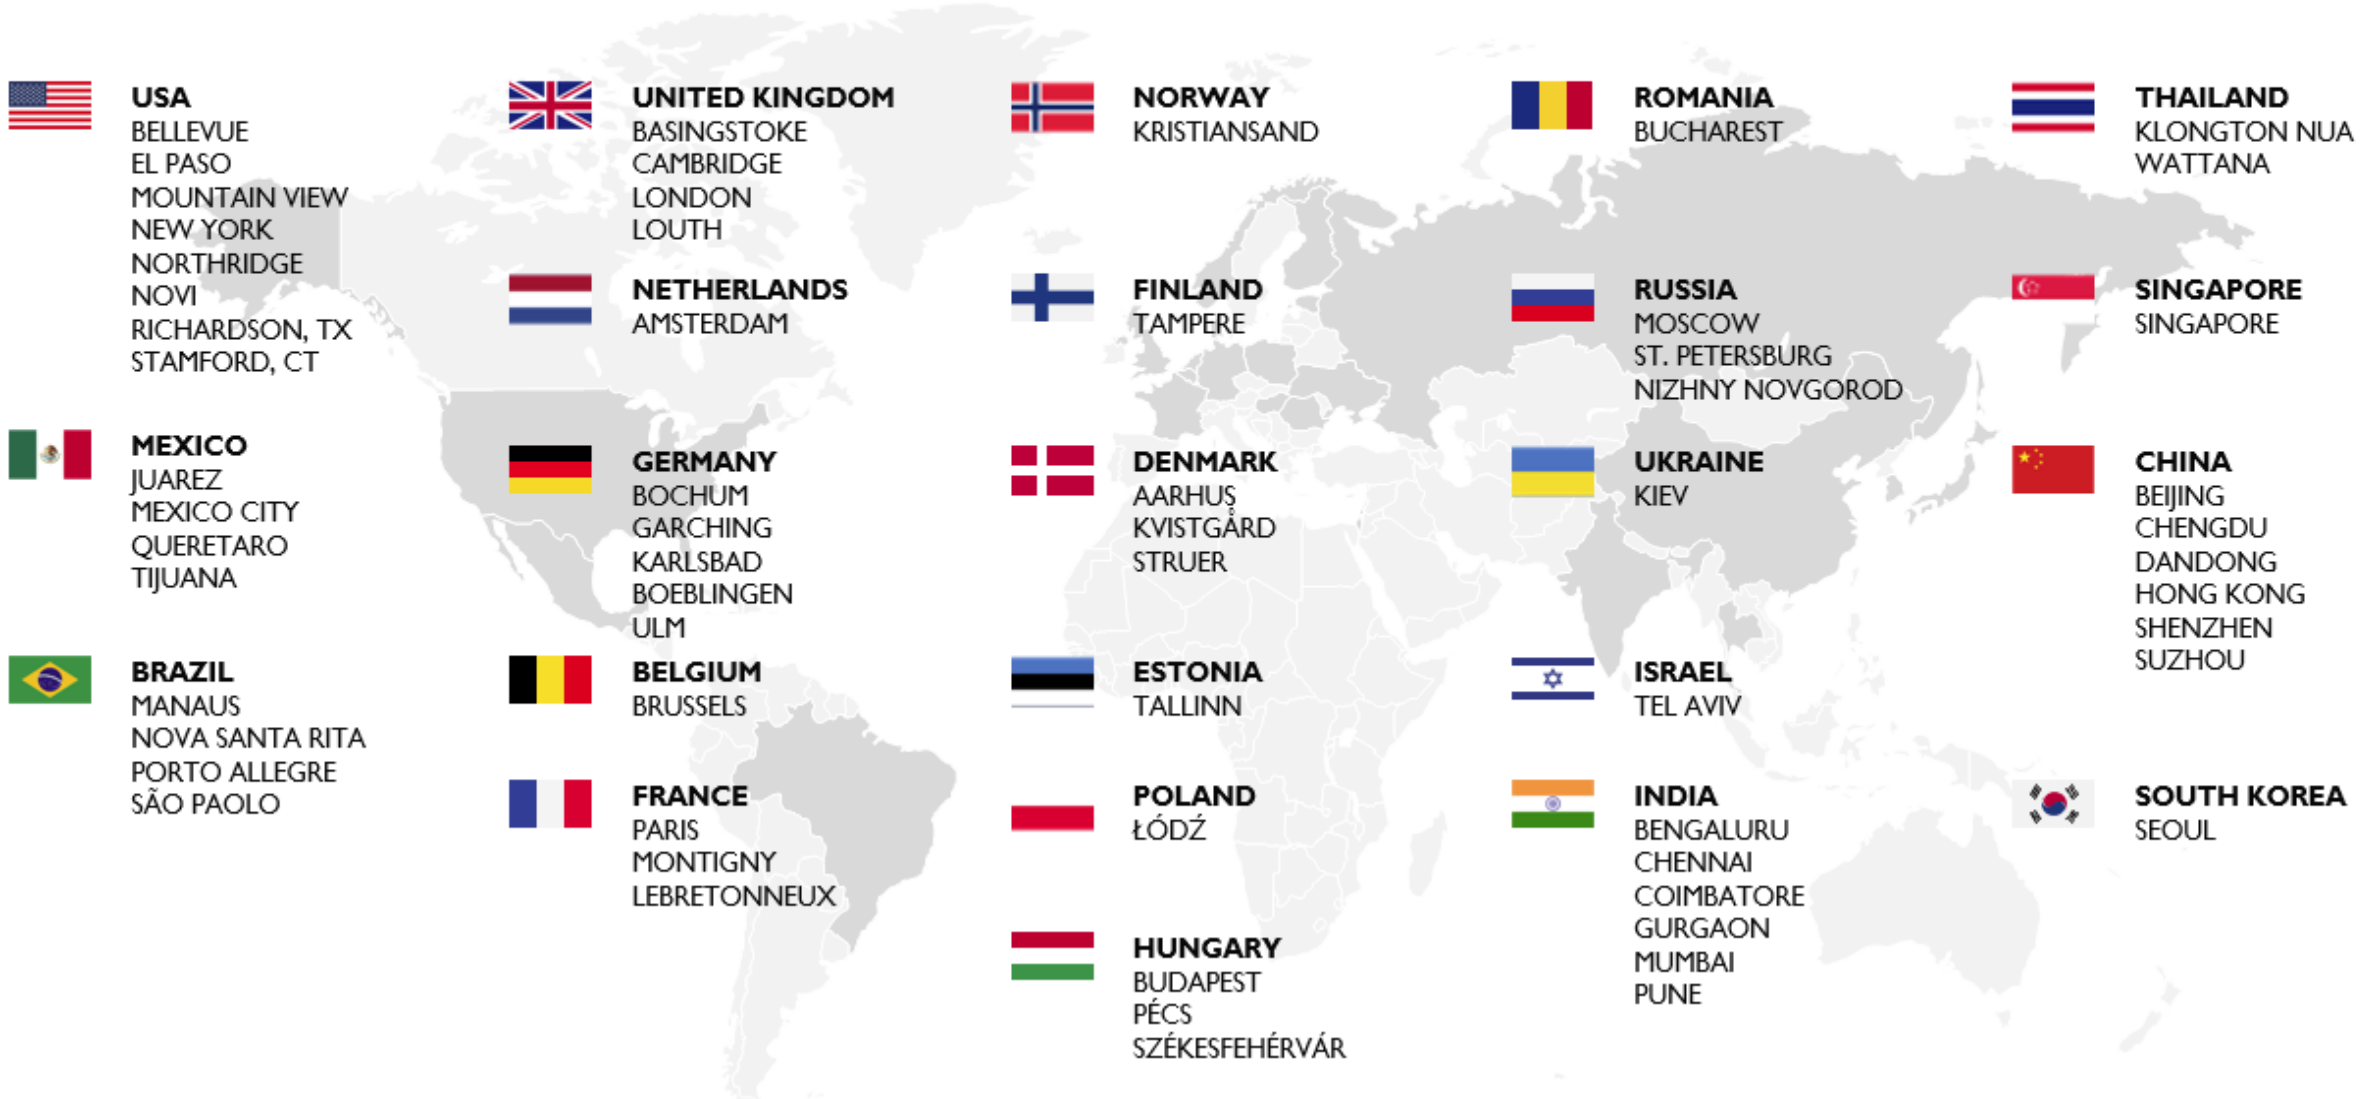 USA
BELLEVUE
EL PASO
MOUNTAIN VIEW
NEW YORK
NORTHRIDGE
NOVI
RICHARDSON, TX
STAMFORD, CT
MEXICO
JUAREZ
MEXICO CITY
QUERETARO
TIJUANA
BRAZIL
MANAUS
NOVA SANTA RITA
PORTO ALLEGRE
SÃO PAOLO
UNITED KINGDOM
BASINGSTOKE
CAMBRIDGE
LONDON
LOUTH
NETHERLANDS
AMSTERDAM
GERMANY
BOCHUM
GARCHING
KARLSBAD
BOEBLINGEN
ULM
BELGIUM
BRUSSELS
FRANCE
PARIS
MONTIGNY
LEBRETONNEUX
NORWAY
KRISTIANSAND
FINLAND
TAMPERE
DENMARK
AARHUS
KVISTGÅRD
STRUER
ESTONIA
TALLINN
POLAND
ŁÓDŹ
HUNGARY
BUDAPEST
PÉCS
SZÉKESFEHÉRVÁR
ROMANIA
BUCHAREST
RUSSIA
MOSCOW
ST. PETERSBURG
NIZHNY NOVGOROD
UKRAINE
KIEV
ISRAEL
TEL AVIV
INDIA
BENGALURU
CHENNAI
COIMBATORE
GURGAON
MUMBAI
PUNE
THAILAND
KLONGTON NUA
WATTANA
SINGAPORE
SINGAPORE
CHINA
BEIJING
CHENGDU
DANDONG
HONG KONG
SHENZHEN
SUZHOU
SOUTH KOREA
SEOUL